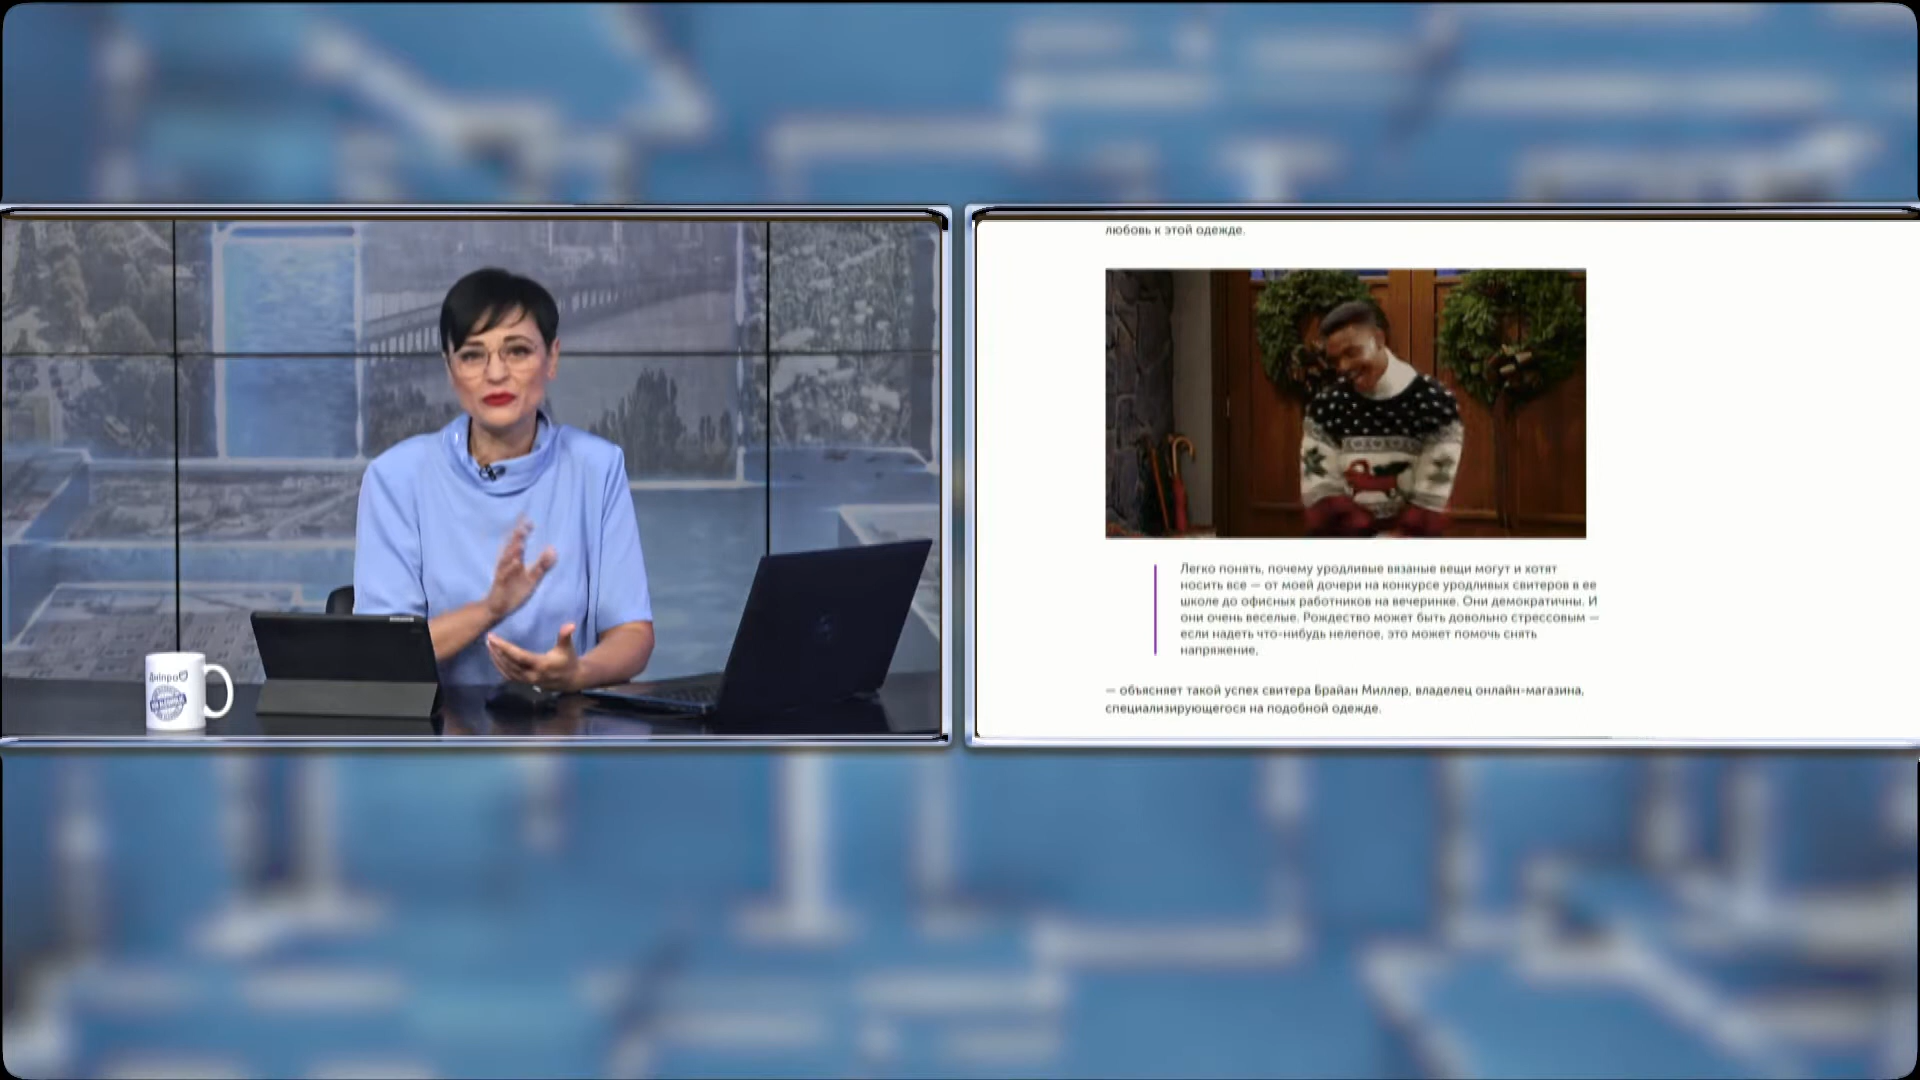 Дніпро
любовь к этой одежде.
Легко понять, почему уродливые вязаные вещи могут и хотят
носить все — от моей дочери на конкурсе уродливых свитеров в ее
школе до офисных работников на вечеринке. Они демократичны. И
они очень веселые. Рождество может быть довольно стрессовым —
если надеть что-нибудь нелепое, это может помочь снять
напряжение,
— объясняет такой успех свитера Брайан Миллер, владелец онлайн-магазина,
специализирующегося на подобной одежде.